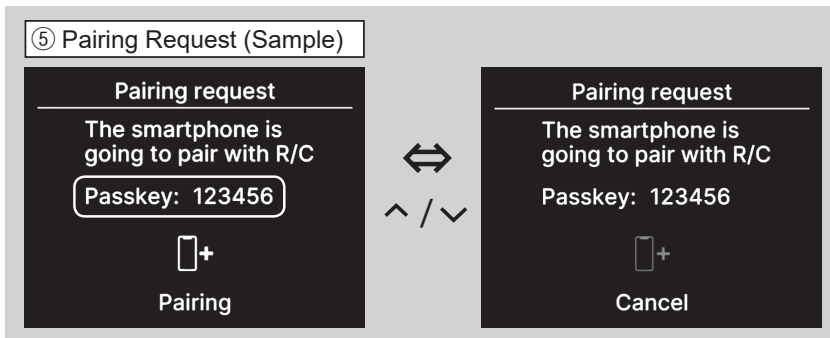 ⑤ Pairing Request (Sample)
Pairing request
The smartphone is
going to pair with R/C
Passkey: 123456
Pairing
⇔
^ / v
Pairing request
The smartphone is
going to pair with R/C
Passkey: 123456
Cancel